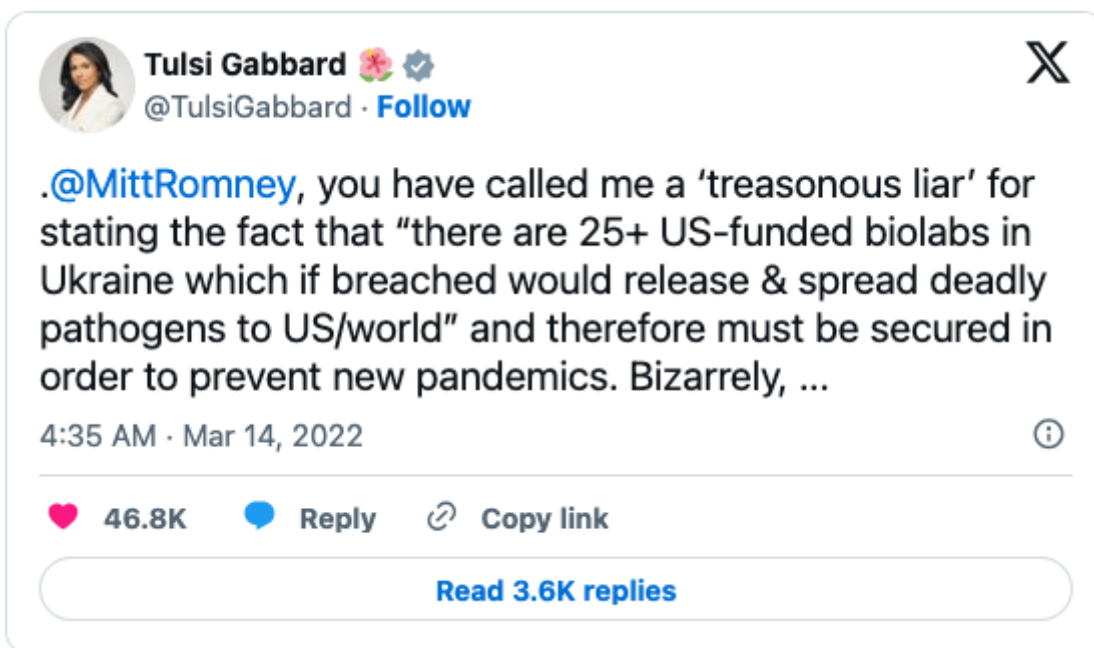 Tulsi Gabbard 🌺
@TulsiGabbard · Follow
.@MittRomney, you have called me a ‘treasonous liar’ for
stating the fact that “there are 25+ US-funded biolabs in
Ukraine which if breached would release & spread deadly
pathogens to US/world” and therefore must be secured in
order to prevent new pandemics. Bizarrely, ...
4:35 AM · Mar 14, 2022
46.8K Reply Copy link
Read 3.6K replies